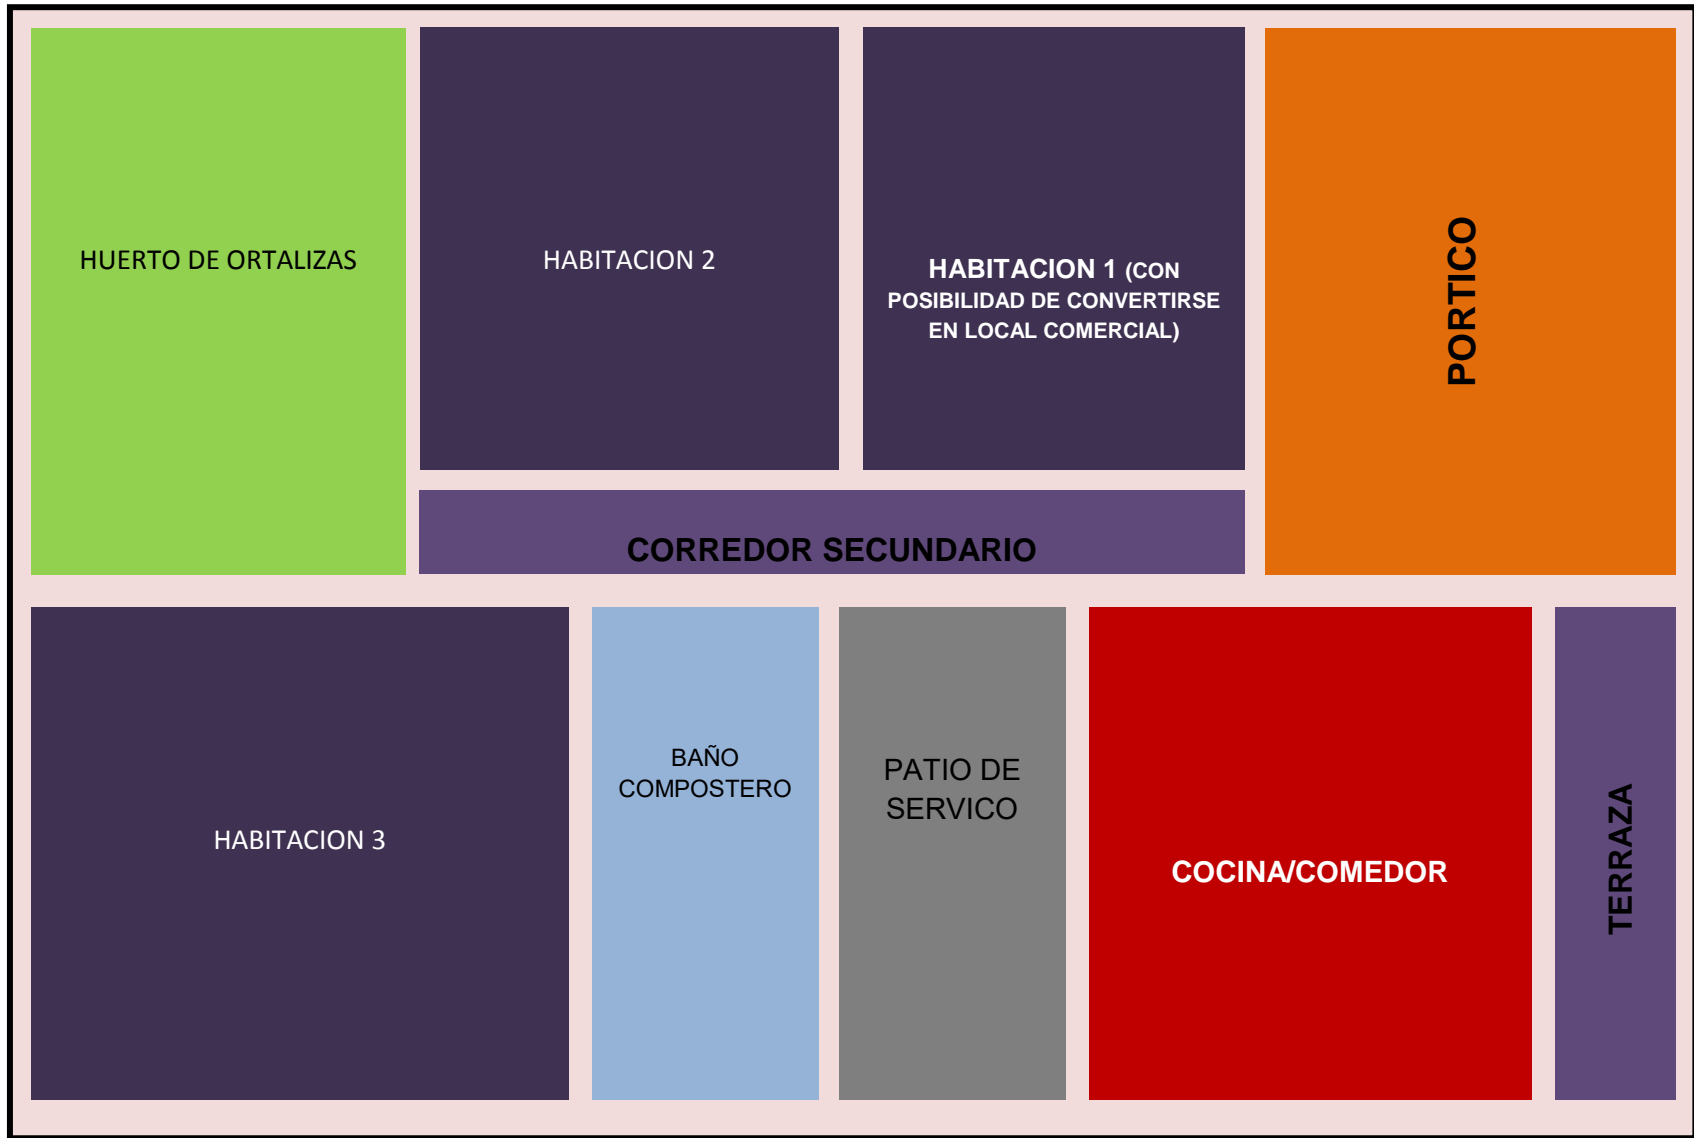 HUERTO DE ORTALIZAS
HABITACION 2
HABITACION 1 (CON
POSIBILIDAD DE CONVERTIRSE
EN LOCAL COMERCIAL)
PORTICO
CORREDOR SECUNDARIO
HABITACION 3
BAÑO
COMPOSTERO
PATIO DE
SERVICO
COCINA/COMEDOR
TERRAZA